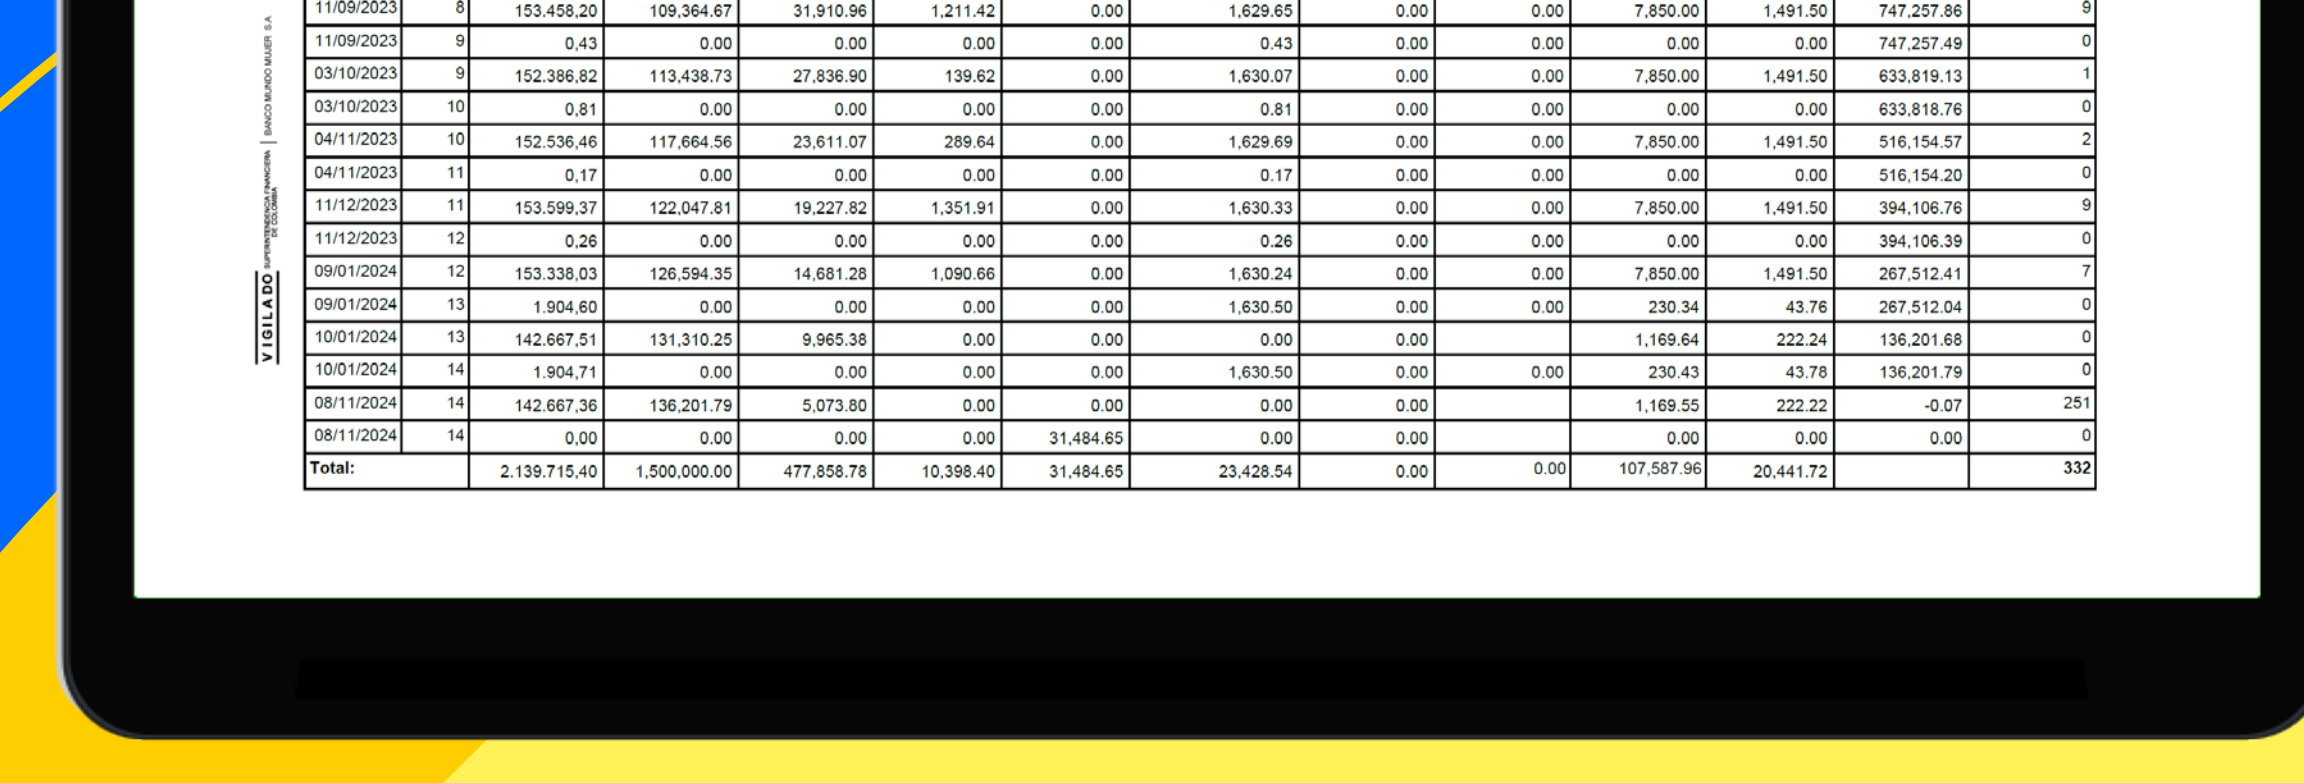 11/09/2023 8 153.458,20 109,364.67 31,910.96 1,211.42 0.00 1,629.65 0.00 0.00 7,850.00 1,491.50 747,257.86 9
11/09/2023 9 0,43 0.00 0.00 0.00 0.00 0.43 0.00 0.00 0.00 0.00 747,257.49 0
03/10/2023 9 152.386,82 113,438.73 27,836.90 139.62 0.00 1,630.07 0.00 0.00 7,850.00 1,491.50 633,819.13 1
03/10/2023 10 0,81 0.00 0.00 0.00 0.00 0.81 0.00 0.00 0.00 0.00 633,818.76 0
04/11/2023 10 152.536,46 117,664.56 23,611.07 289.64 0.00 1,629.69 0.00 0.00 7,850.00 1,491.50 516,154.57 2
04/11/2023 11 0,17 0.00 0.00 0.00 0.00 0.17 0.00 0.00 0.00 0.00 516,154.20 0
11/12/2023 11 153.599,37 122,047.81 19,227.82 1,351.91 0.00 1,630.33 0.00 0.00 7,850.00 1,491.50 394,106.76 9
11/12/2023 12 0,26 0.00 0.00 0.00 0.00 0.26 0.00 0.00 0.00 0.00 394,106.39 0
09/01/2024 12 153.338,03 126,594.35 14,681.28 1,090.66 0.00 1,630.24 0.00 0.00 7,850.00 1,491.50 267,512.41 7
09/01/2024 13 1.904,60 0.00 0.00 0.00 0.00 1,630.50 0.00 0.00 230.34 43.76 267,512.04 0
10/01/2024 13 142.667,51 131,310.25 9,965.38 0.00 0.00 0.00 0.00 1,169.64 222.24 136,201.68 0
10/01/2024 14 1.904,71 0.00 0.00 0.00 0.00 1,630.50 0.00 0.00 230.43 43.78 136,201.79 0
08/11/2024 14 142.667,36 136,201.79 5,073.80 0.00 0.00 0.00 0.00 1,169.55 222.22 -0.07 251
08/11/2024 14 0,00 0.00 0.00 0.00 31,484.65 0.00 0.00 0.00 0.00 0.00 0
Total: 2.139.715,40 1,500,000.00 477,858.78 10,398.40 31,484.65 23,428.54 0.00 0.00 107,587.96 20,441.72 332
VIGILADO SUPERINTENDENCIA FINANCIERA DE COLOMBIA | BANCO MUNDO MUJER S.A.